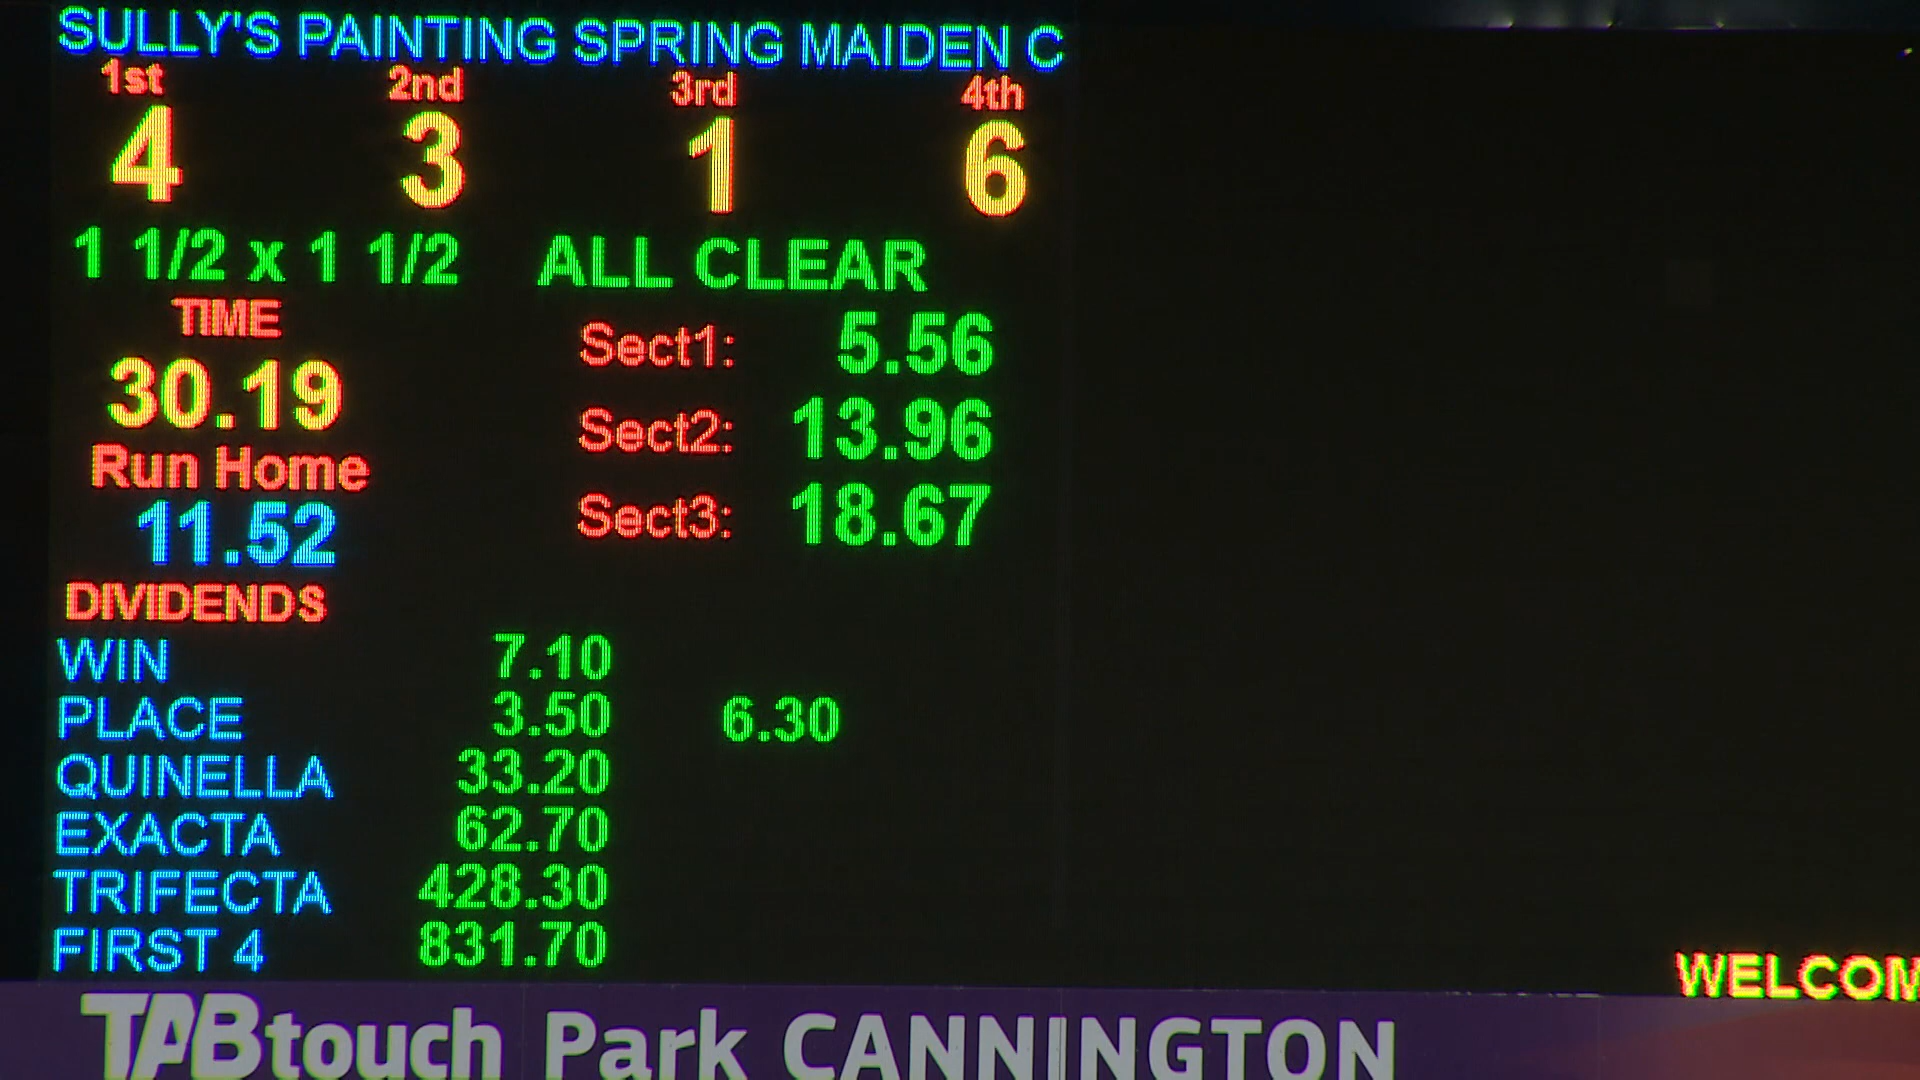 SULLY'S PAINTING SPRING MAIDEN C
1st 2nd 3rd 4th
4 3 1 6
1 1/2 x 1 1/2 ALL CLEAR
TIME
30.19
Run Home
11.52
Sect1: 5.56
Sect2: 13.96
Sect3: 18.67
DIVIDENDS
WIN 7.10
PLACE 3.50 6.30
QUINELLA 33.20
EXACTA 62.70
TRIFECTA 428.30
FIRST 4 831.70
WELCOM
TABtouch Park CANNINGTON